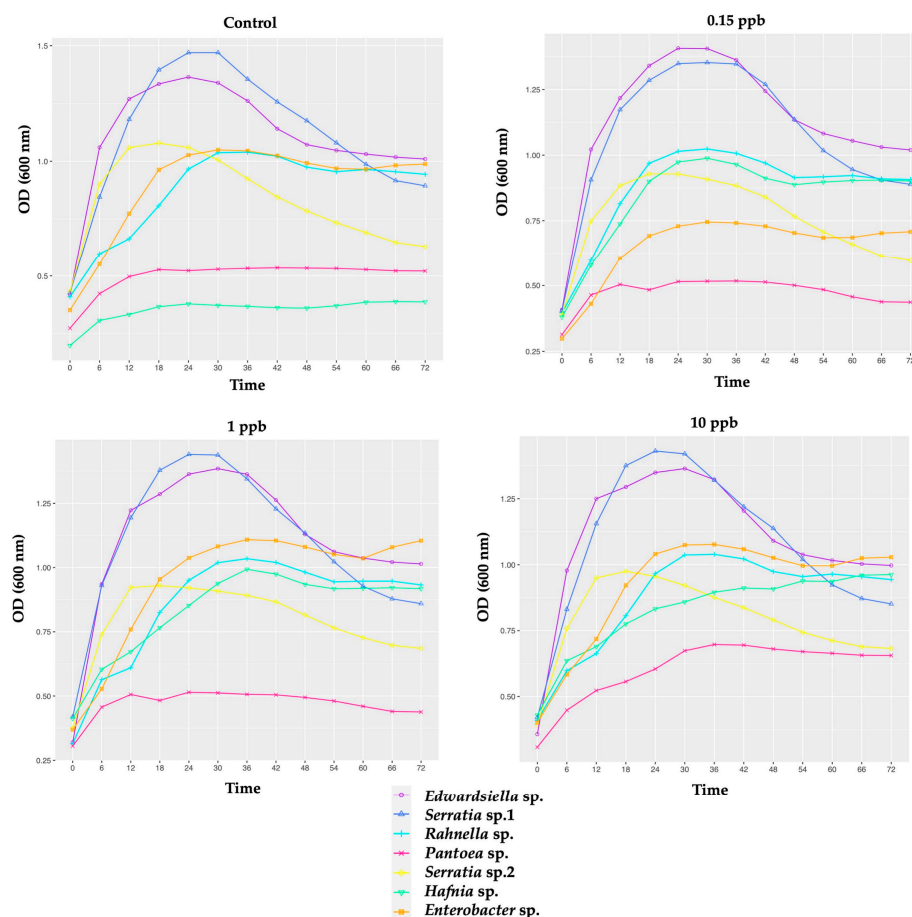 Control
OD (600 nm)
1.5
1.0
0.5
0 6 12 18 24 30 36 42 48 54 60 66 72
Time
0.15 ppb
OD (600 nm)
1.25
1.00
0.75
0.50
0.25
0 6 12 18 24 30 36 42 48 54 60 66 72
Time
1 ppb
OD (600 nm)
1.25
1.00
0.75
0.50
0.25
0 6 12 18 24 30 36 42 48 54 60 66 72
Time
10 ppb
OD (600 nm)
1.25
1.00
0.75
0.50
0 6 12 18 24 30 36 42 48 54 60 66 72
Time
Edwardsiella sp.
Serratia sp.1
Rahnella sp.
Pantoea sp.
Serratia sp.2
Hafnia sp.
Enterobacter sp.